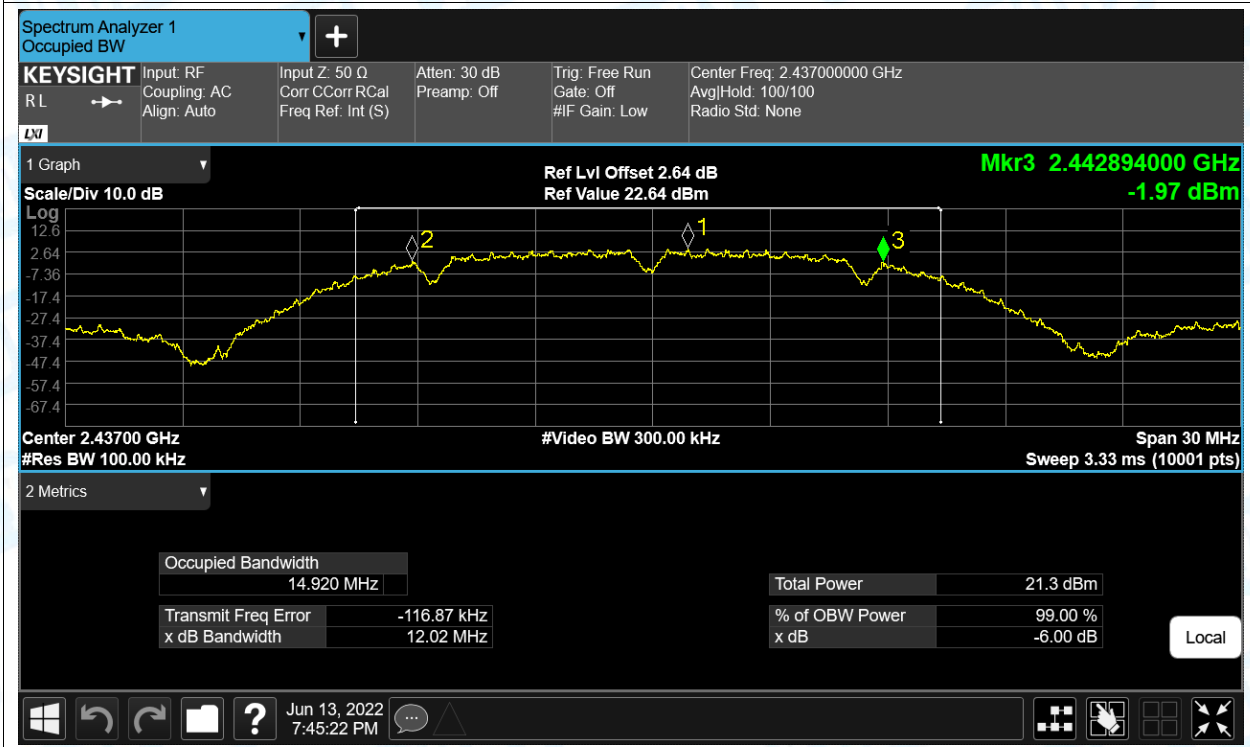 Spectrum Analyzer 1
Occupied BW
KEYSIGHT
R L
LXI
Input: RF
Coupling: AC
Align: Auto
Input Z: 50 Ω
Corr CCorr RCal
Freq Ref: Int (S)
Atten: 30 dB
Preamp: Off
Trig: Free Run
Gate: Off
#IF Gain: Low
Center Freq: 2.437000000 GHz
Avg|Hold: 100/100
Radio Std: None
1 Graph
Scale/Div 10.0 dB
Ref Lvl Offset 2.64 dB
Ref Value 22.64 dBm
Mkr3 2.442894000 GHz
-1.97 dBm
Log
12.6
2.64
-7.36
-17.4
-27.4
-37.4
-47.4
-57.4
-67.4
2
1
3
Center 2.43700 GHz
#Video BW 300.00 kHz
Span 30 MHz
#Res BW 100.00 kHz
Sweep 3.33 ms (10001 pts)
2 Metrics
Occupied Bandwidth
14.920 MHz
Total Power 21.3 dBm
Transmit Freq Error -116.87 kHz
% of OBW Power 99.00 %
x dB Bandwidth 12.02 MHz
x dB -6.00 dB
Local
Jun 13, 2022
7:45:22 PM